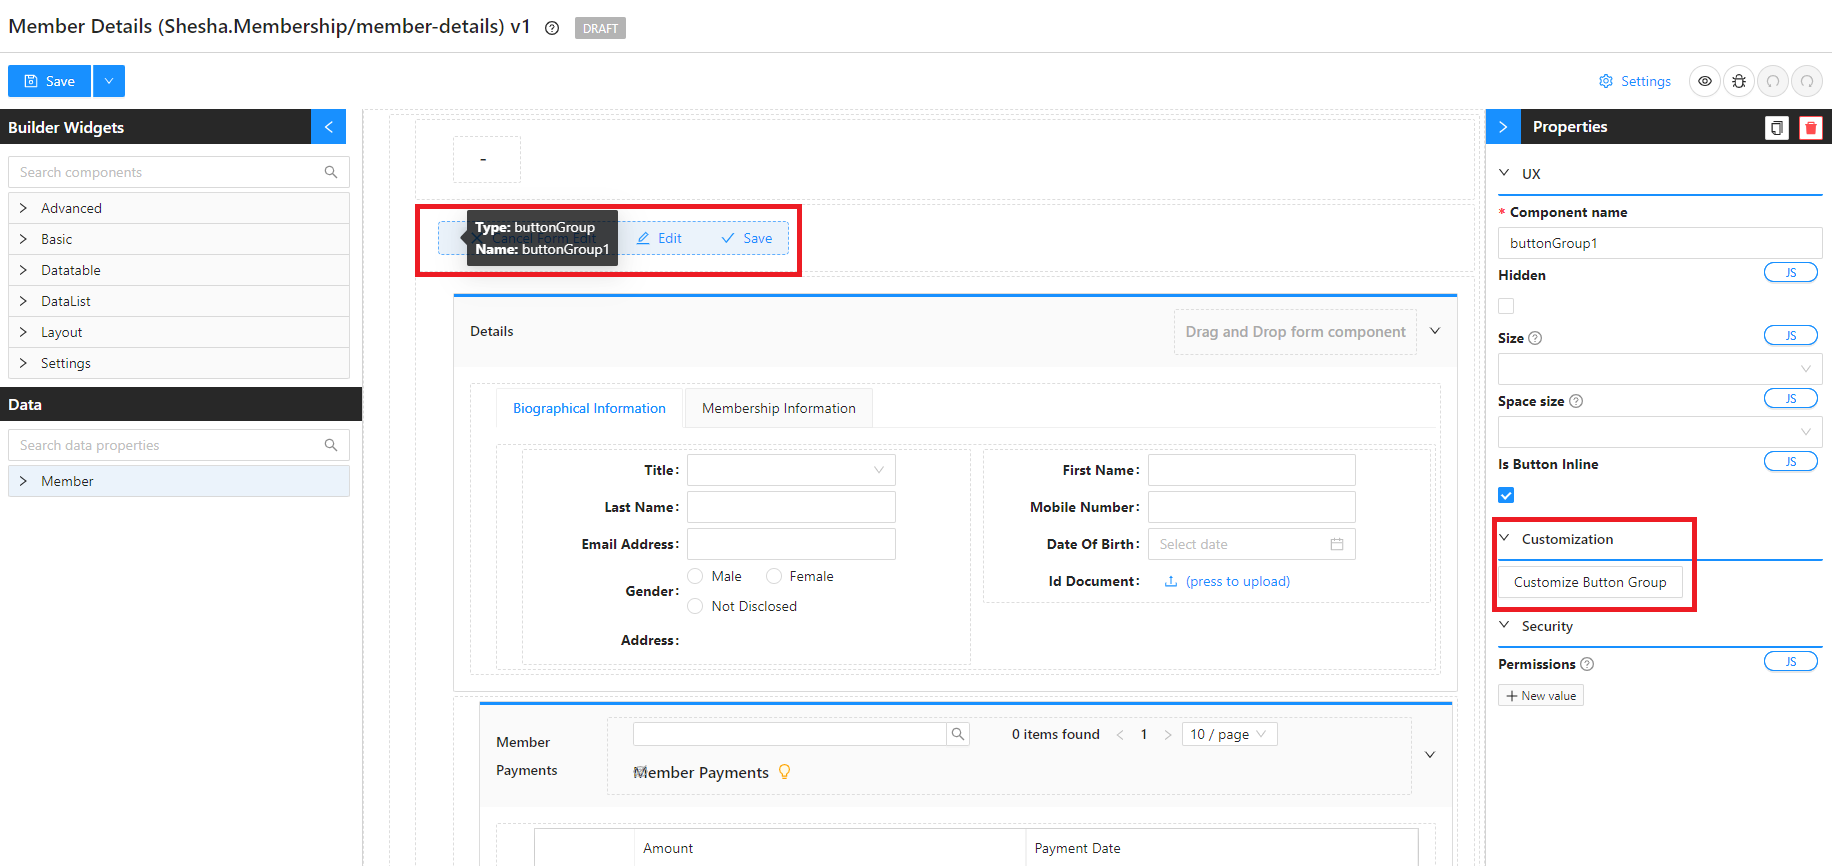 Member Details (Shesha.Membership/member-details) v1 DRAFT
Save
Settings
Builder Widgets
Search components
Advanced
Basic
Datatable
DataList
Layout
Settings
Data
Search data properties
Member
-
Type: buttonGroup
Name: buttonGroup1
Cancel Form Edit
Edit
Save
Details
Drag and Drop form component
Biographical Information
Membership Information
Title:
First Name:
Last Name:
Mobile Number:
Email Address:
Date Of Birth:
Select date
Gender:
Male
Female
Not Disclosed
Id Document:
(press to upload)
Address:
Member
Payments
0 items found
1
10 / page
Member Payments
Amount
Payment Date
Properties
UX
* Component name
buttonGroup1
Hidden
JS
Size
JS
Space size
JS
Is Button Inline
JS
Customization
Customize Button Group
Security
Permissions
JS
+ New value